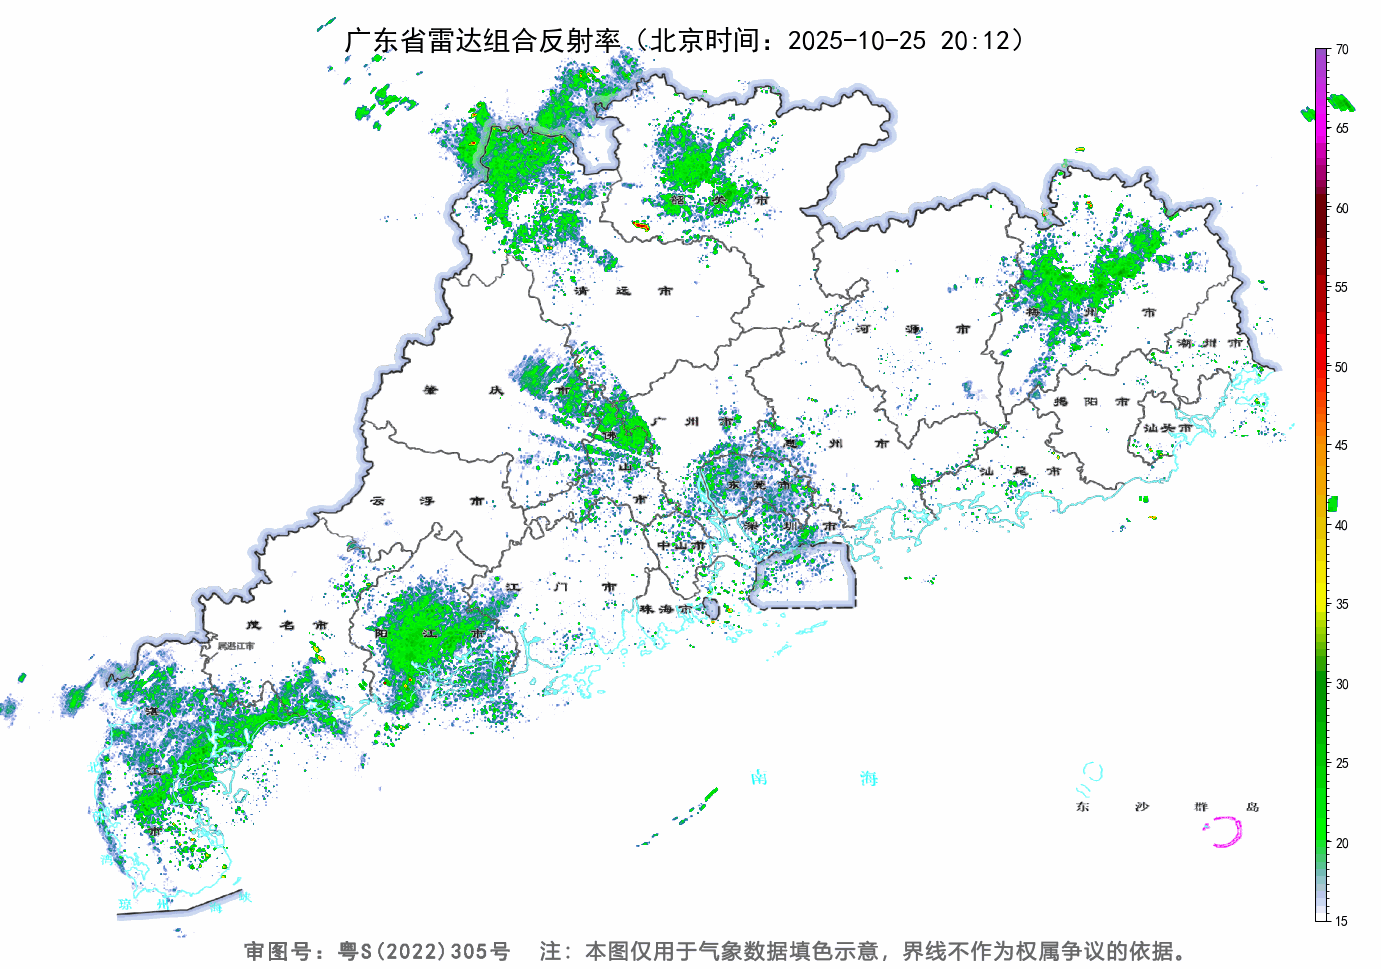 广东省雷达组合反射率（北京时间：2025-10-25 20:12）
70
65
60
55
50
45
40
35
30
25
20
15
韶关市
清远市
河源市
梅州市
潮州市
肇庆市
广州市
佛山市
惠州市
揭阳市
汕头市
汕尾市
东莞市
云浮市
深圳市
中山市
江门市
珠海市
茂名市
阳江市
属湛江市
湛江市
北
湾
南海
东沙群岛
琼州海峡
审图号：粤S(2022)305号 注：本图仅用于气象数据填色示意，界线不作为权属争议的依据。